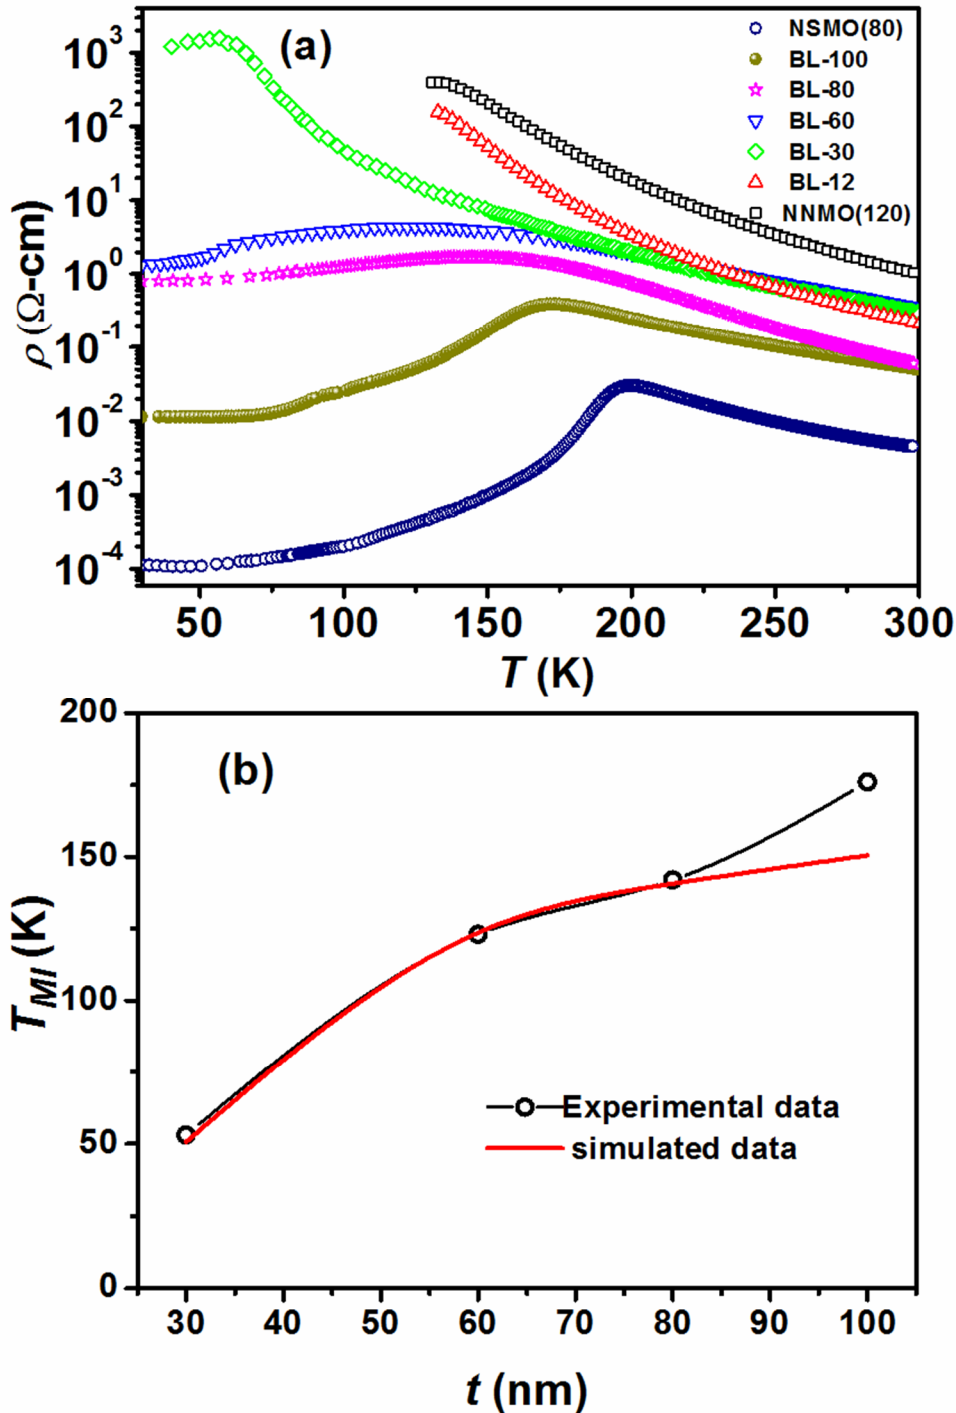 (a)
NSMO(80)
BL-100
BL-80
BL-60
BL-30
BL-12
NNMO(120)
ρ (Ω-cm)
10³
10²
10¹
10⁰
10⁻¹
10⁻²
10⁻³
10⁻⁴
50 100 150 200 250 300
T (K)
(b)
T_MI (K)
200
150
100
50
0
Experimental data
simulated data
30 40 50 60 70 80 90 100
t (nm)